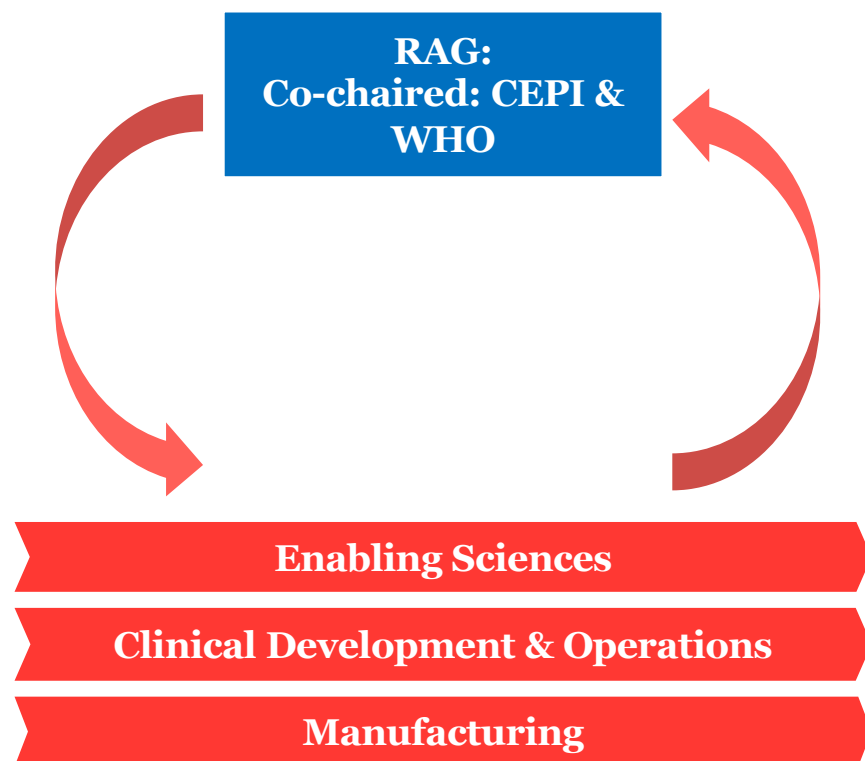 RAG:
Co-chaired: CEPI &
WHO
Enabling Sciences
Clinical Development & Operations
Manufacturing